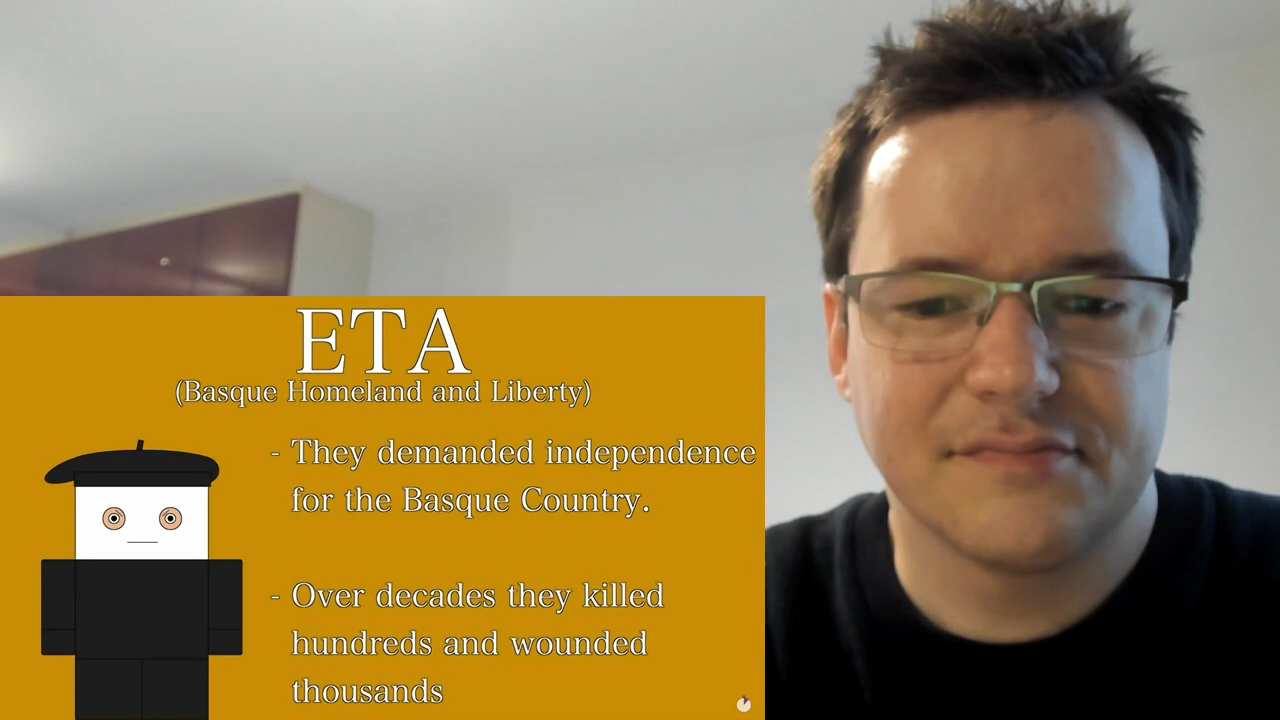 ETA
(Basque Homeland and Liberty)
- They demanded independence
for the Basque Country.
- Over decades they killed
hundreds and wounded
thousands